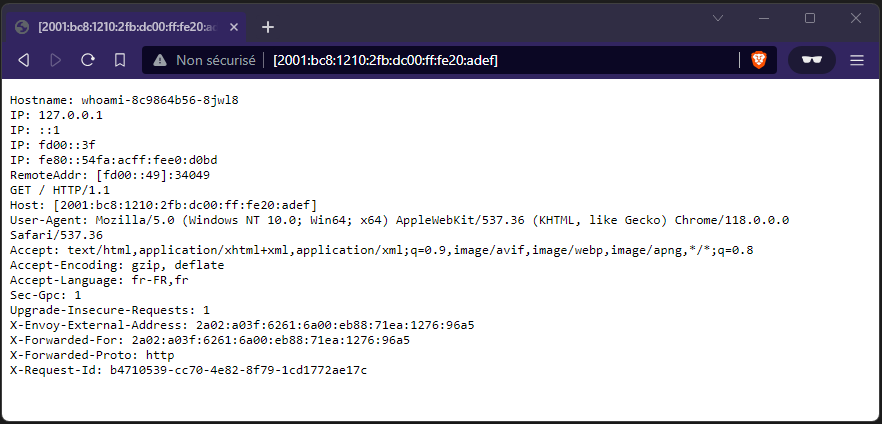 [2001:bc8:1210:2fb:dc00:ff:fe20:ad
Non sécurisé [2001:bc8:1210:2fb:dc00:ff:fe20:adef]
Hostname: whoami-8c9864b56-8jwl8
IP: 127.0.0.1
IP: ::1
IP: fd00::3f
IP: fe80::54fa:acff:fee0:d0bd
RemoteAddr: [fd00::49]:34049
GET / HTTP/1.1
Host: [2001:bc8:1210:2fb:dc00:ff:fe20:adef]
User-Agent: Mozilla/5.0 (Windows NT 10.0; Win64; x64) AppleWebKit/537.36 (KHTML, like Gecko) Chrome/118.0.0.0
Safari/537.36
Accept: text/html,application/xhtml+xml,application/xml;q=0.9,image/avif,image/webp,image/apng,*/*;q=0.8
Accept-Encoding: gzip, deflate
Accept-Language: fr-FR,fr
Sec-Gpc: 1
Upgrade-Insecure-Requests: 1
X-Envoy-External-Address: 2a02:a03f:6261:6a00:eb88:71ea:1276:96a5
X-Forwarded-For: 2a02:a03f:6261:6a00:eb88:71ea:1276:96a5
X-Forwarded-Proto: http
X-Request-Id: b4710539-cc70-4e82-8f79-1cd1772ae17c